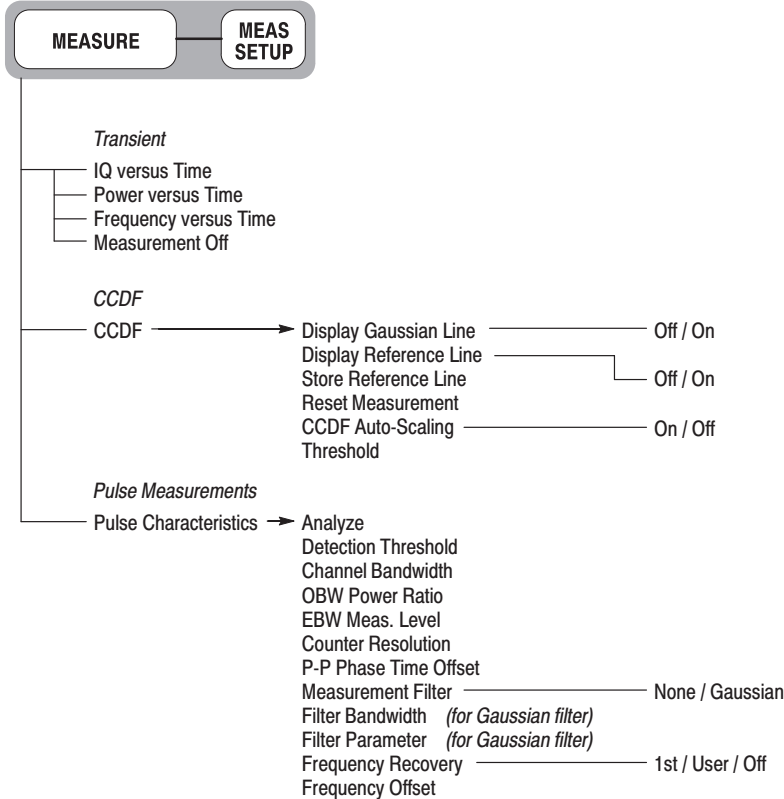 MEASURE
MEAS
SETUP
Transient
IQ versus Time
Power versus Time
Frequency versus Time
Measurement Off
CCDF
CCDF
Display Gaussian Line Off / On
Display Reference Line
Store Reference Line Off / On
Reset Measurement
CCDF Auto-Scaling On / Off
Threshold
Pulse Measurements
Pulse Characteristics Analyze
Detection Threshold
Channel Bandwidth
OBW Power Ratio
EBW Meas. Level
Counter Resolution
P-P Phase Time Offset
Measurement Filter None / Gaussian
Filter Bandwidth (for Gaussian filter)
Filter Parameter (for Gaussian filter)
Frequency Recovery 1st / User / Off
Frequency Offset